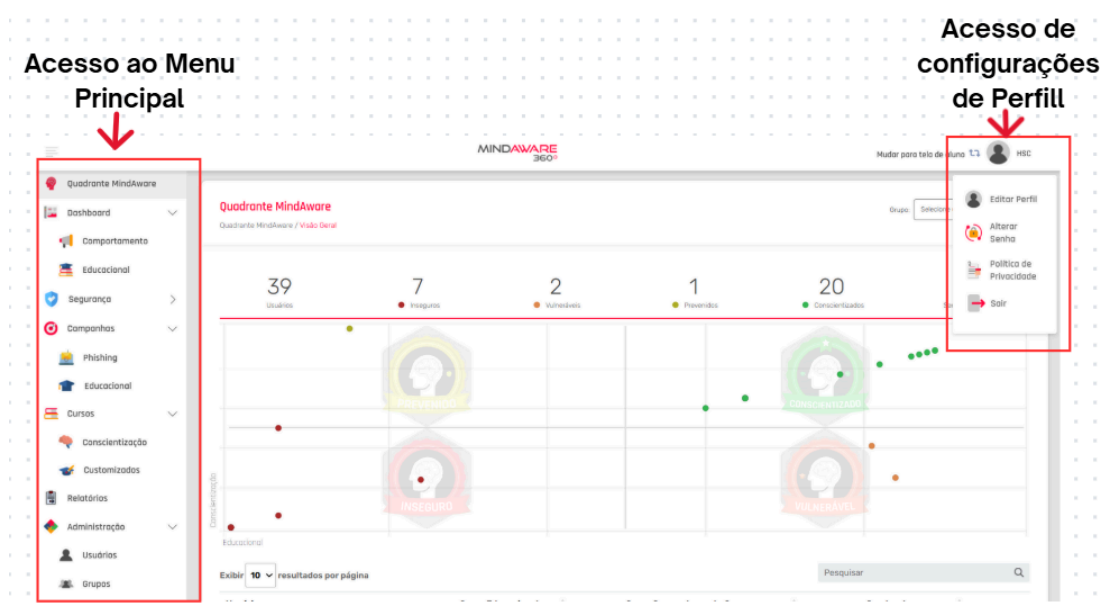 Acesso ao Menu
Principal
Acesso de
configurações
de Perfill
MINDAWARE
360°
Mudar para tela de aluno
HSC
Quadrante MindAware
Dashboard
Comportamento
Educacional
Segurança
Campanhas
Phishing
Educacional
Cursos
Conscientização
Customizados
Relatórios
Administração
Usuários
Grupos
Quadrante MindAware
Quadrante MindAware / Visão Geral
Grupo:
Editar Perfil
Alterar
Senha
Política de
Privacidade
Sair
39
Usuários
7
Inseguros
2
Vulneráveis
1
Prevenidos
20
Conscientizados
PREVENIDO
CONSCIENTIZADO
INSEGURO
VULNERÁVEL
Conscientização
Educacional
Exibir 10 resultados por página
Pesquisar